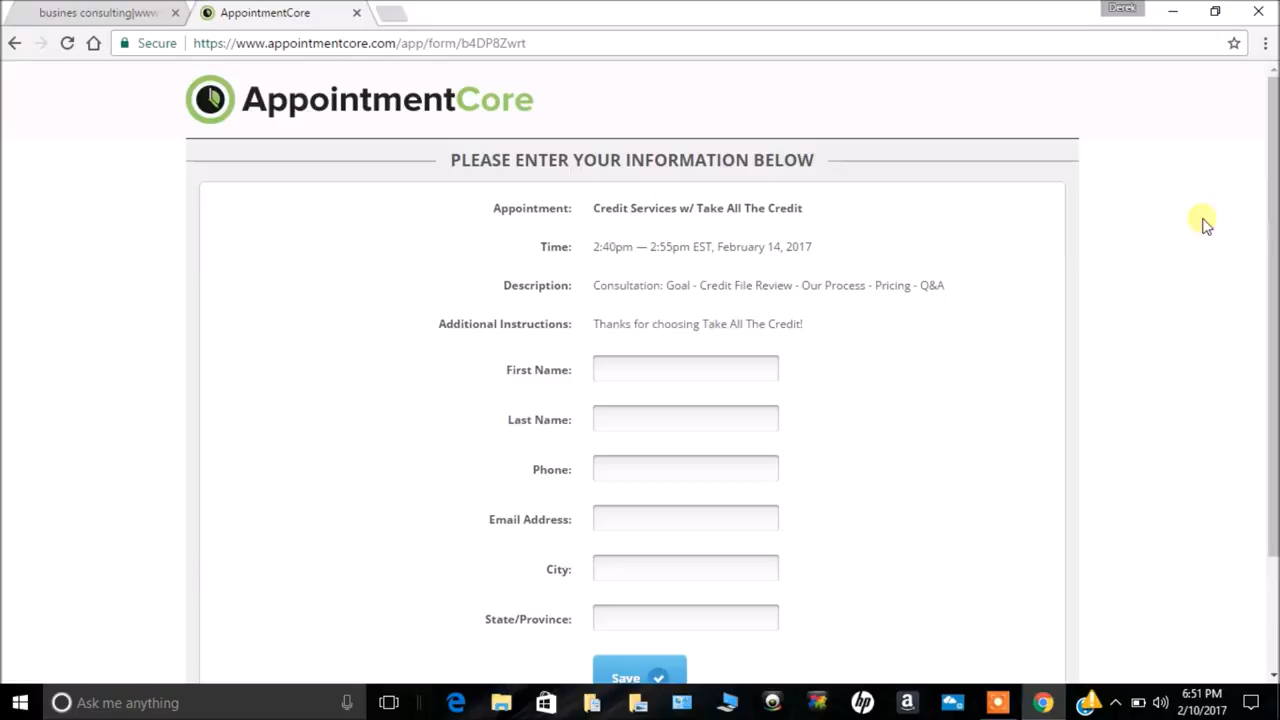 busines consulting|www
AppointmentCore
Derek
Secure https://www.appointmentcore.com/app/form/b4DP8Zwrt
AppointmentCore
PLEASE ENTER YOUR INFORMATION BELOW
Appointment: Credit Services w/ Take All The Credit
Time: 2:40pm — 2:55pm EST, February 14, 2017
Description: Consultation: Goal - Credit File Review - Our Process - Pricing - Q&A
Additional Instructions: Thanks for choosing Take All The Credit!
First Name:
Last Name:
Phone:
Email Address:
City:
State/Province:
Save
Ask me anything
hp
a
6:51 PM
2/10/2017